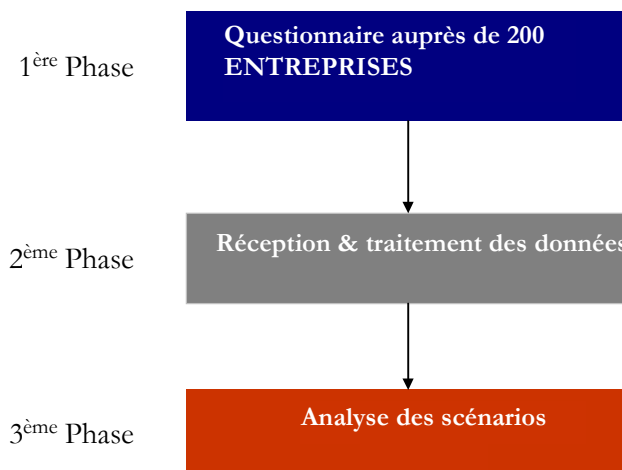 1ère Phase
Questionnaire auprès de 200
ENTREPRISES
2ème Phase
Réception & traitement des données
3ème Phase
Analyse des scénarios